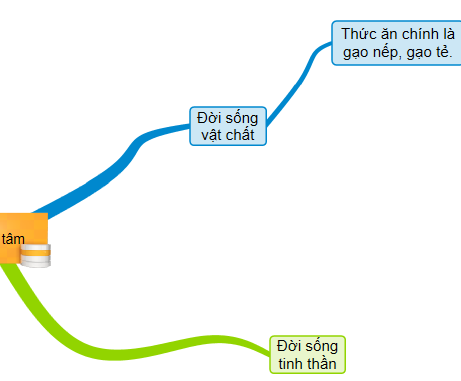 Thức ăn chính là
gạo nếp, gạo tẻ.
Đời sống
vật chất
tâm
Đời sống
tinh thần